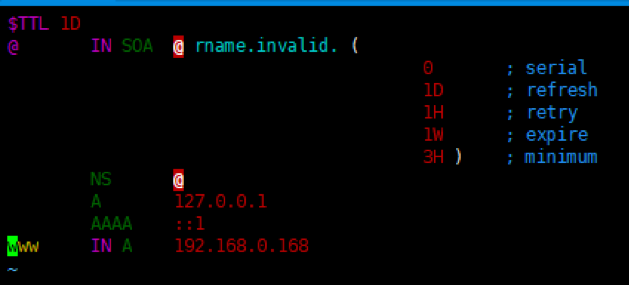 $TTL 1D
@ IN SOA @ rname.invalid. (
0 ; serial
1D ; refresh
1H ; retry
1W ; expire
3H ) ; minimum
NS @
A 127.0.0.1
AAAA ::1
www IN A 192.168.0.168
~